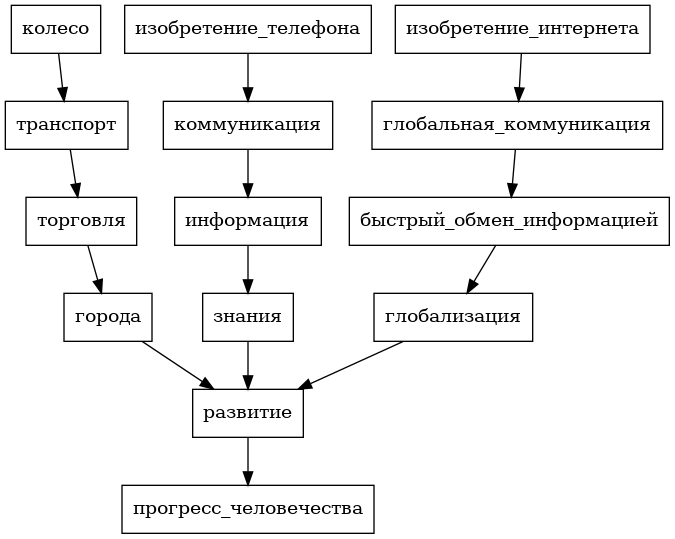 колесо
изобретение_телефона
изобретение_интернета
транспорт
коммуникация
глобальная_коммуникация
торговля
информация
быстрый_обмен_информацией
города
знания
глобализация
развитие
прогресс_человечества